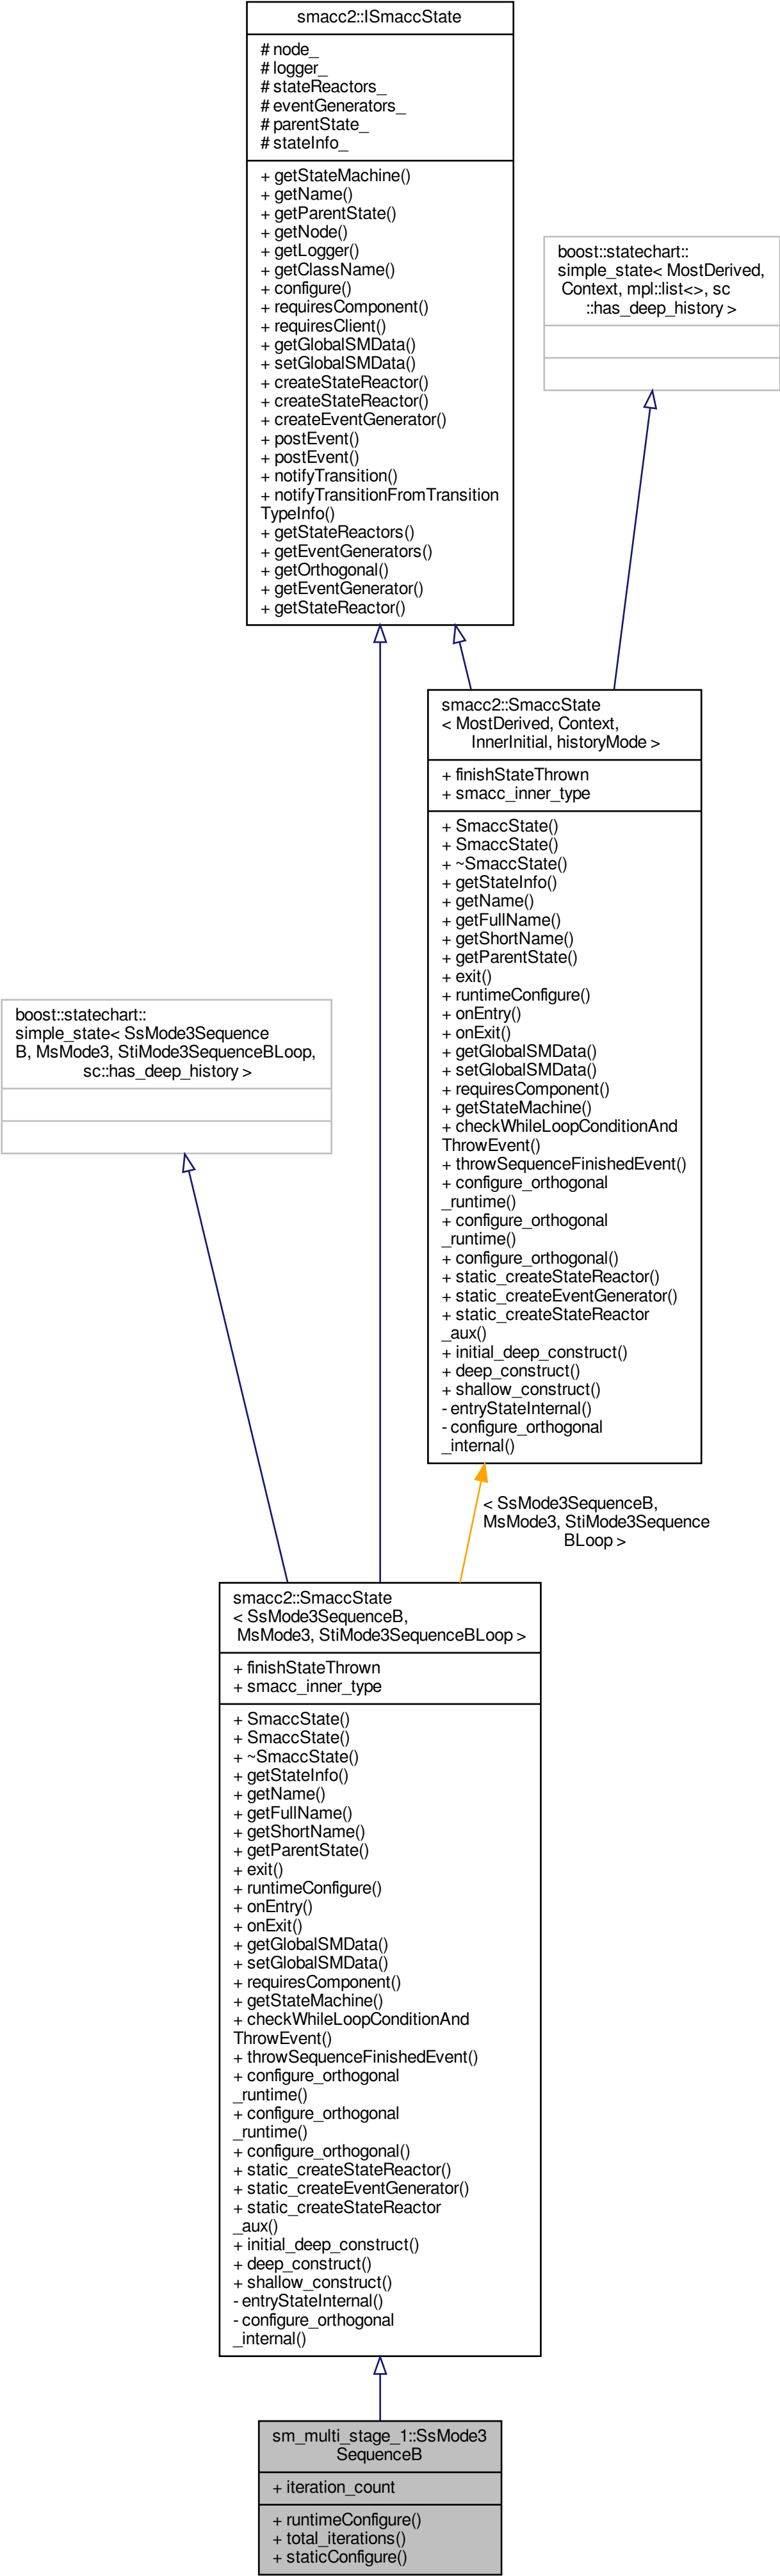 smacc2::ISmaccState
# node_
# logger_
# stateReactors_
# eventGenerators_
# parentState_
# stateInfo_
+ getStateMachine()
+ getName()
+ getParentState()
+ getNode()
+ getLogger()
+ getClassName()
+ configure()
+ requiresComponent()
+ requiresClient()
+ getGlobalSMData()
+ setGlobalSMData()
+ createStateReactor()
+ createStateReactor()
+ createEventGenerator()
+ postEvent()
+ postEvent()
+ notifyTransition()
+ notifyTransitionFromTransition
TypeInfo()
+ getStateReactors()
+ getEventGenerators()
+ getOrthogonal()
+ getEventGenerator()
+ getStateReactor()
boost::statechart::
simple_state< MostDerived,
Context, mpl::list<>, sc
::has_deep_history >
smacc2::SmaccState
< MostDerived, Context,
InnerInitial, historyMode >
+ finishStateThrown
+ smacc_inner_type
+ SmaccState()
+ SmaccState()
+ ~SmaccState()
+ getStateInfo()
+ getName()
+ getFullName()
+ getShortName()
+ getParentState()
+ exit()
+ runtimeConfigure()
+ onEntry()
+ onExit()
+ getGlobalSMData()
+ setGlobalSMData()
+ requiresComponent()
+ getStateMachine()
+ checkWhileLoopConditionAnd
ThrowEvent()
+ throwSequenceFinishedEvent()
+ configure_orthogonal
_runtime()
+ configure_orthogonal
_runtime()
+ configure_orthogonal()
+ static_createStateReactor()
+ static_createEventGenerator()
+ static_createStateReactor
_aux()
+ initial_deep_construct()
+ deep_construct()
+ shallow_construct()
- entryStateInternal()
- configure_orthogonal
_internal()
boost::statechart::
simple_state< SsMode3Sequence
B, MsMode3, StiMode3SequenceBLoop,
sc::has_deep_history >
< SsMode3SequenceB,
MsMode3, StiMode3Sequence
BLoop >
smacc2::SmaccState
< SsMode3SequenceB,
MsMode3, StiMode3SequenceBLoop >
+ finishStateThrown
+ smacc_inner_type
+ SmaccState()
+ SmaccState()
+ ~SmaccState()
+ getStateInfo()
+ getName()
+ getFullName()
+ getShortName()
+ getParentState()
+ exit()
+ runtimeConfigure()
+ onEntry()
+ onExit()
+ getGlobalSMData()
+ setGlobalSMData()
+ requiresComponent()
+ getStateMachine()
+ checkWhileLoopConditionAnd
ThrowEvent()
+ throwSequenceFinishedEvent()
+ configure_orthogonal
_runtime()
+ configure_orthogonal
_runtime()
+ configure_orthogonal()
+ static_createStateReactor()
+ static_createEventGenerator()
+ static_createStateReactor
_aux()
+ initial_deep_construct()
+ deep_construct()
+ shallow_construct()
- entryStateInternal()
- configure_orthogonal
_internal()
sm_multi_stage_1::SsMode3
SequenceB
+ iteration_count
+ runtimeConfigure()
+ total_iterations()
+ staticConfigure()